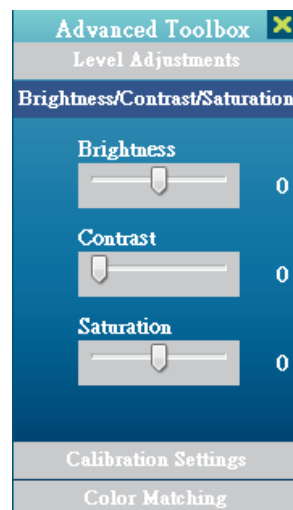 Advanced Toolbox
Level Adjustments
Brightness/Contrast/Saturation
Brightness
0
Contrast
0
Saturation
0
Calibration Settings
Color Matching